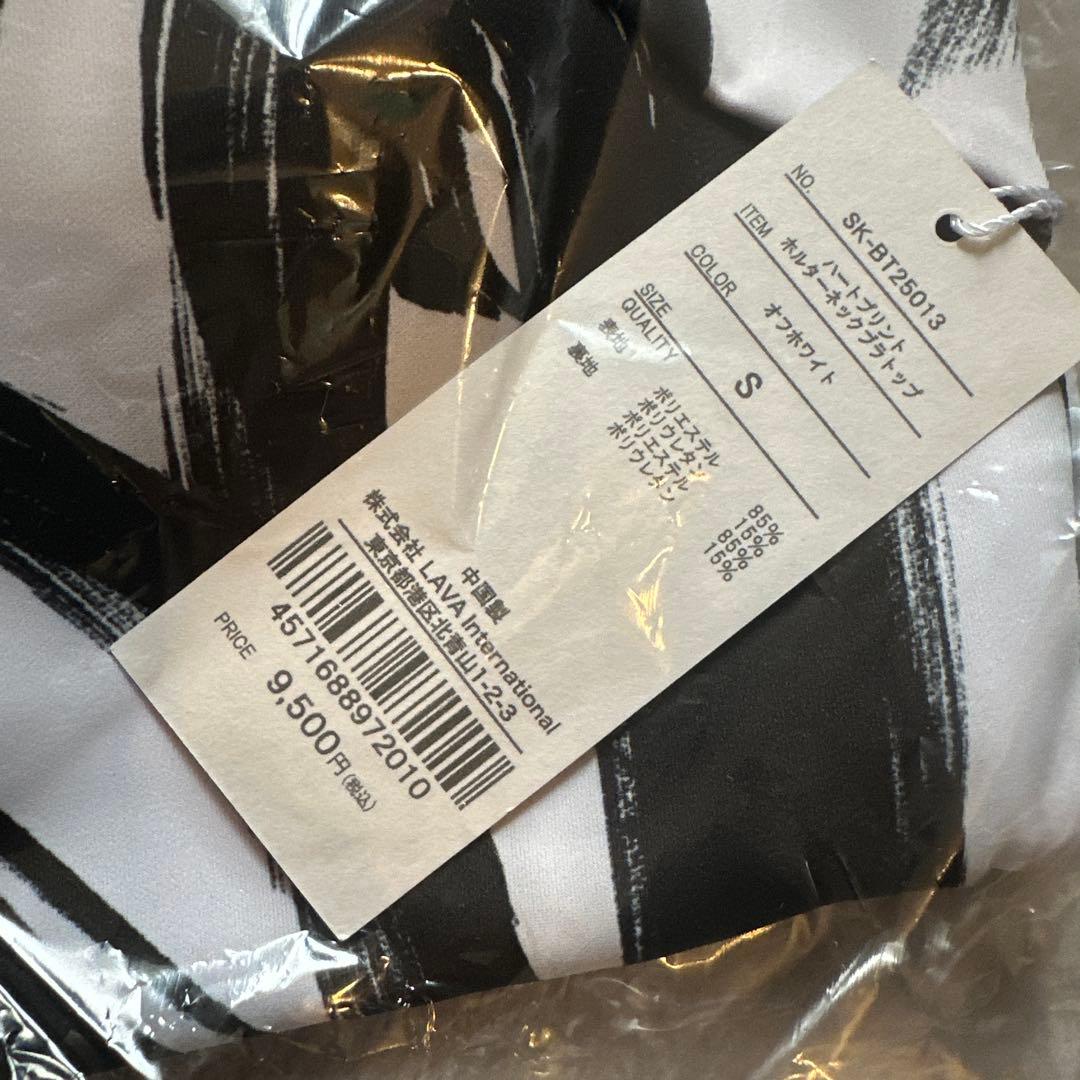 NO. SK-BT25013
ITEM ハートプリント
ホルターネックブラトップ
COLOR オフホワイト
SIZE S
QUALITY
表地 ポリエステル 85%
ポリウレタン 15%
裏地 ポリエステル 85%
ポリウレタン 15%
中国製
株式会社 LAVA International
東京都港区北青山1-2-3
4571688972010
PRICE 9,500円(税込)